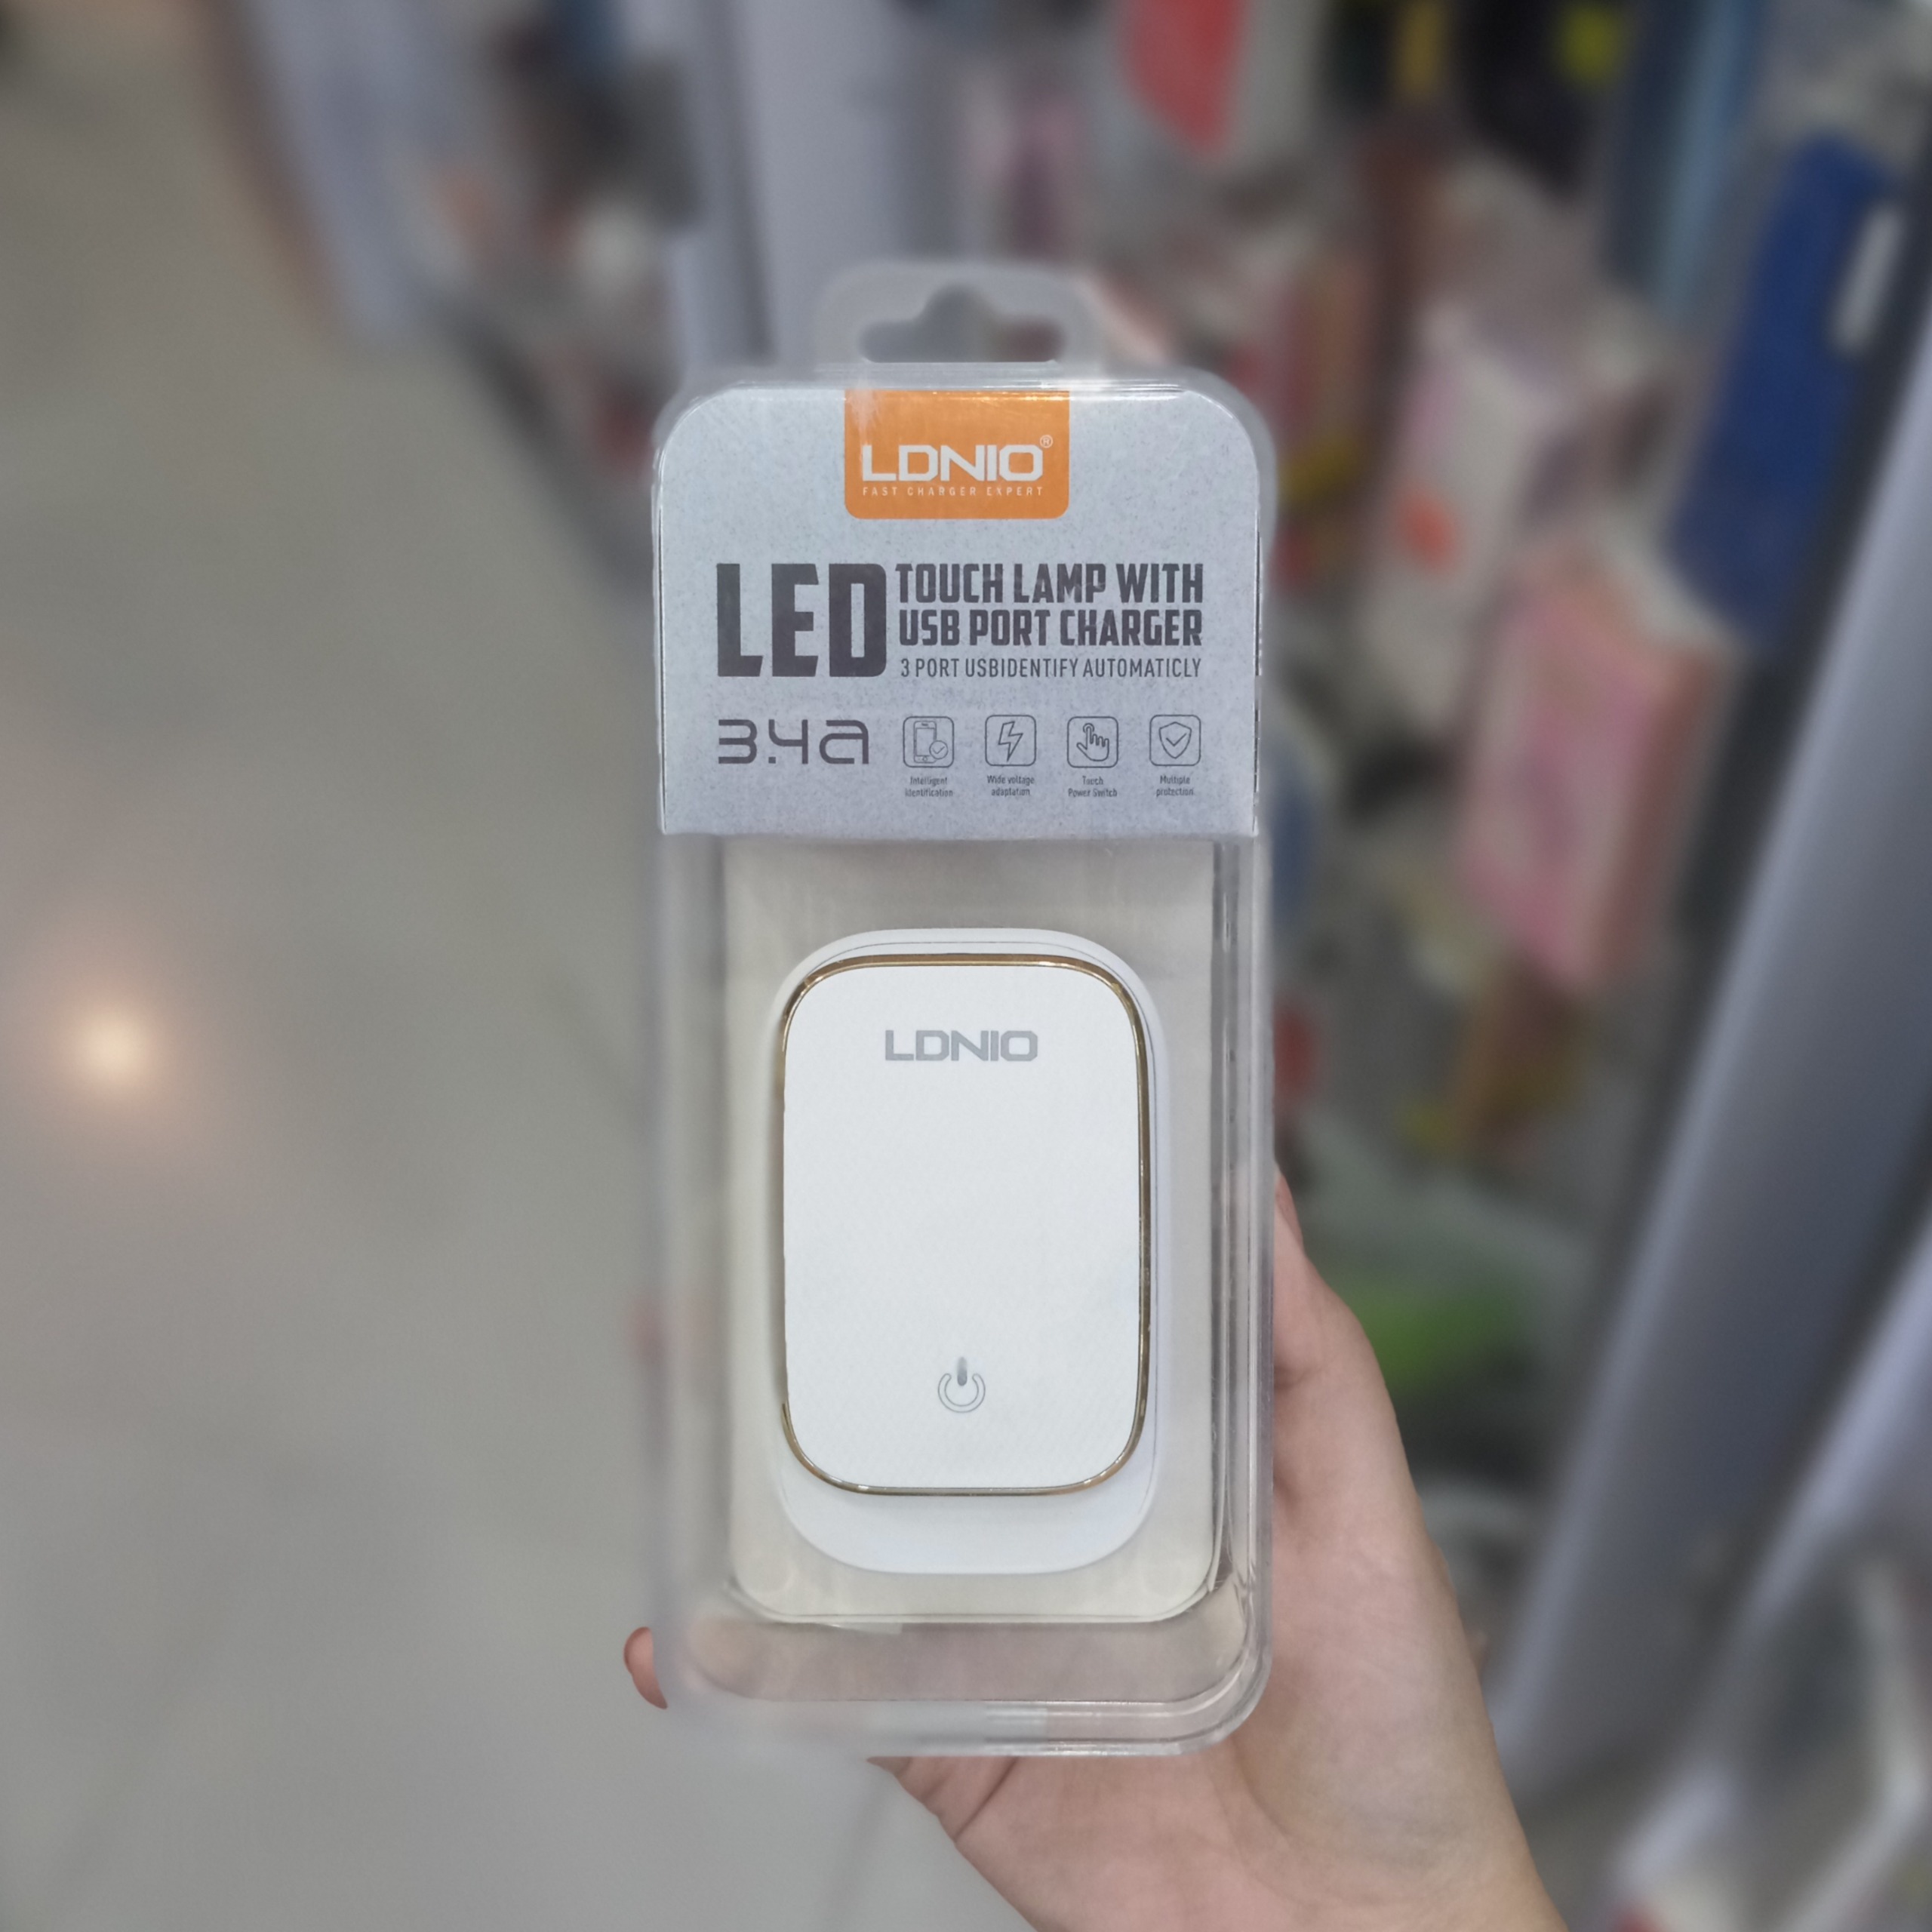 LDNIO®
FAST CHARGER EXPERT
LED TOUCH LAMP WITH
USB PORT CHARGER
3 PORT USBIDENTIFY AUTOMATICLY
3.4A
Intelligent
identification
Wide voltage
adaptation
Touch
Power Switch
Multiple
protection
LDNIO